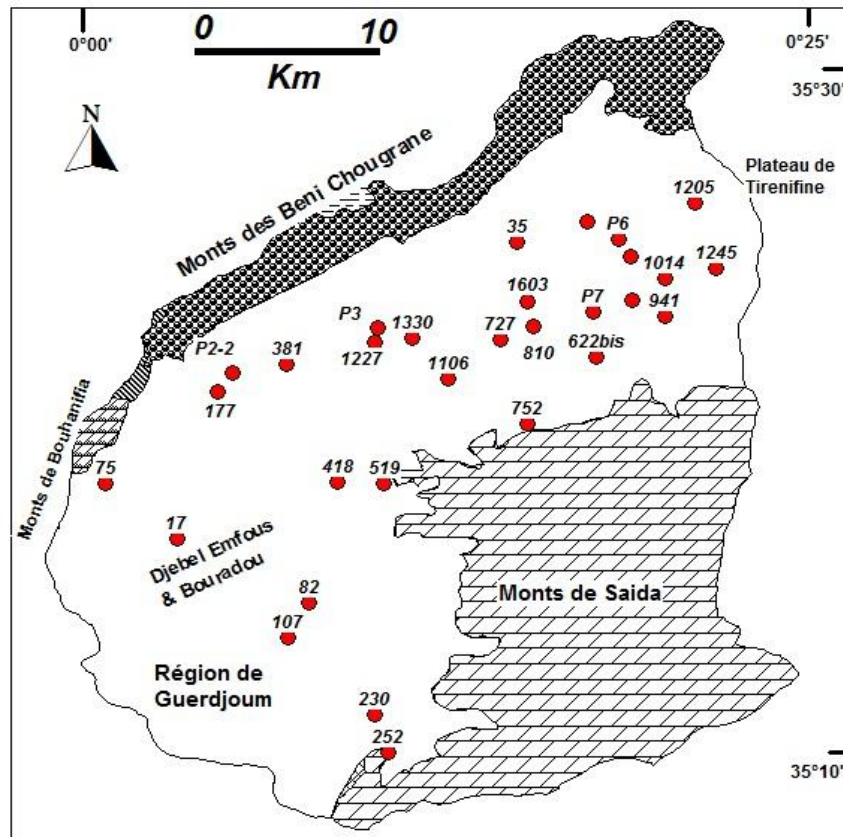 0°00'
0 10
Km
0°25'
35°30'
N
Monts des Beni Chougrane
Plateau de
Tirenifine
1205
35
P6
1245
1014
1603
P7
941
P3
1330
727
810
622bis
1227
P2-2
381
1106
177
752
Monts de Bouhanifia
75
418
519
17
Djebel Emfous
& Bouradou
82
Monts de Saida
107
Région de
Guerdjoum
230
252
35°10'